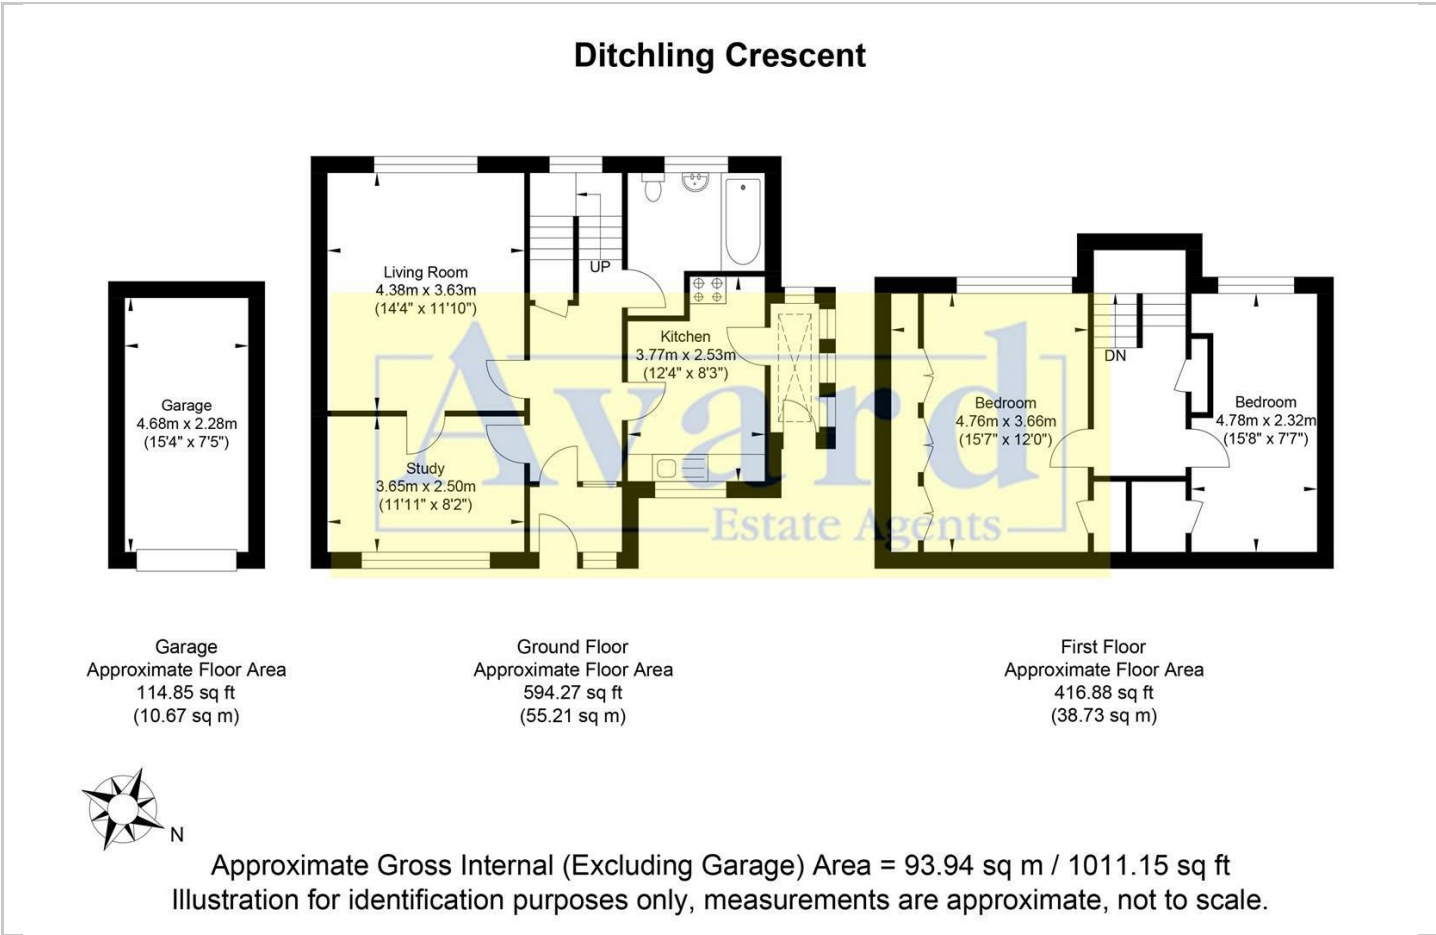 Ditchling Crescent
Living Room
4.38m x 3.63m
(14'4" x 11'10")
UP
Kitchen
3.77m x 2.53m
(12'4" x 8'3")
Study
3.65m x 2.50m
(11'11" x 8'2")
Garage
4.68m x 2.28m
(15'4" x 7'5")
DN
Bedroom
4.76m x 3.66m
(15'7" x 12'0")
Bedroom
4.78m x 2.32m
(15'8" x 7'7")
Avard
Estate Agents
Garage
Approximate Floor Area
114.85 sq ft
(10.67 sq m)
Ground Floor
Approximate Floor Area
594.27 sq ft
(55.21 sq m)
First Floor
Approximate Floor Area
416.88 sq ft
(38.73 sq m)
N
Approximate Gross Internal (Excluding Garage) Area = 93.94 sq m / 1011.15 sq ft
Illustration for identification purposes only, measurements are approximate, not to scale.